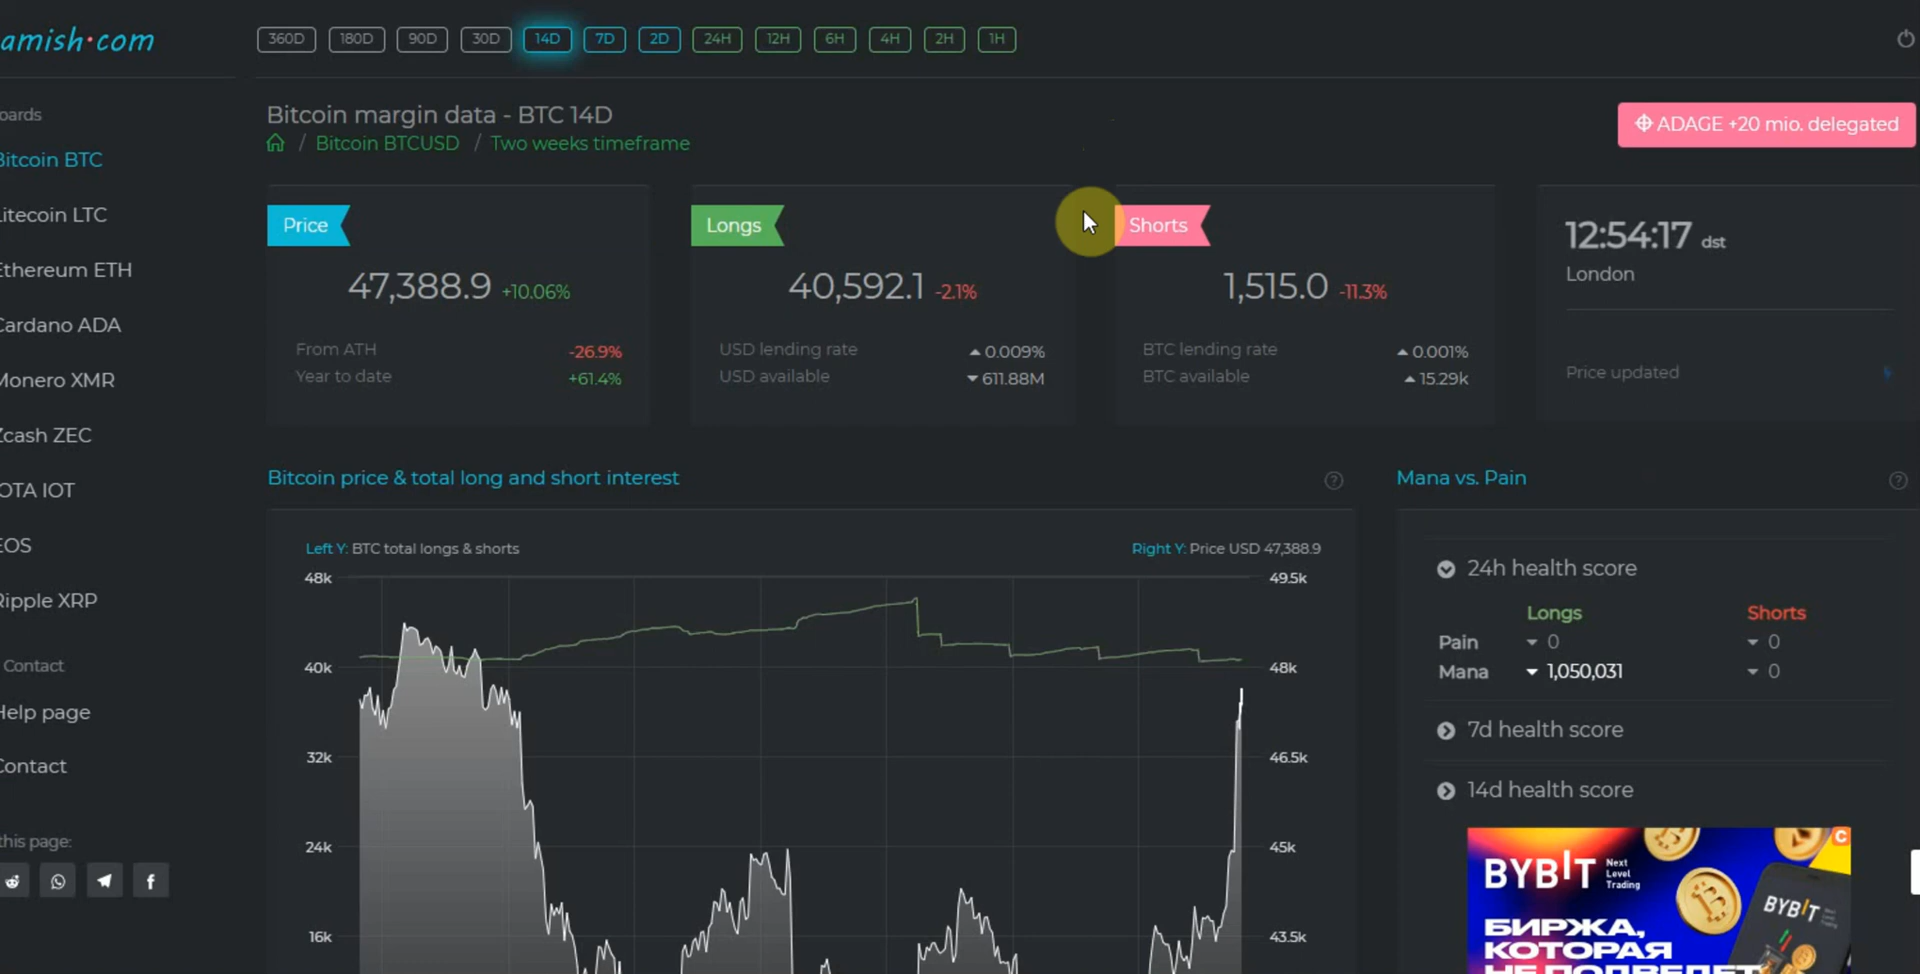 amish·com
360D 180D 90D 30D 14D 7D 2D 24H 12H 6H 4H 2H 1H
oards
Bitcoin BTC
Litecoin LTC
Ethereum ETH
Cardano ADA
Monero XMR
Zcash ZEC
IOTA IOT
EOS
Ripple XRP
Contact
Help page
Contact
this page:
Bitcoin margin data - BTC 14D
/ Bitcoin BTCUSD / Two weeks timeframe
ADAGE +20 mio. delegated
Price
47,388.9 +10.06%
From ATH -26.9%
Year to date +61.4%
Longs
40,592.1 -2.1%
USD lending rate 0.009%
USD available 611.88M
Shorts
1,515.0 -11.3%
BTC lending rate 0.001%
BTC available 15.29k
12:54:17 dst
London
Price updated
Bitcoin price & total long and short interest
Left Y: BTC total longs & shorts
Right Y: Price USD 47,388.9
48k 49.5k
40k 48k
32k 46.5k
24k 45k
16k 43.5k
Mana vs. Pain
24h health score
Longs Shorts
Pain 0 0
Mana 1,050,031 0
7d health score
14d health score
BYBIT Next Level Trading
BYBIT
БИРЖА,
КОТОРАЯ
НЕ ПОДВЕДЕТ